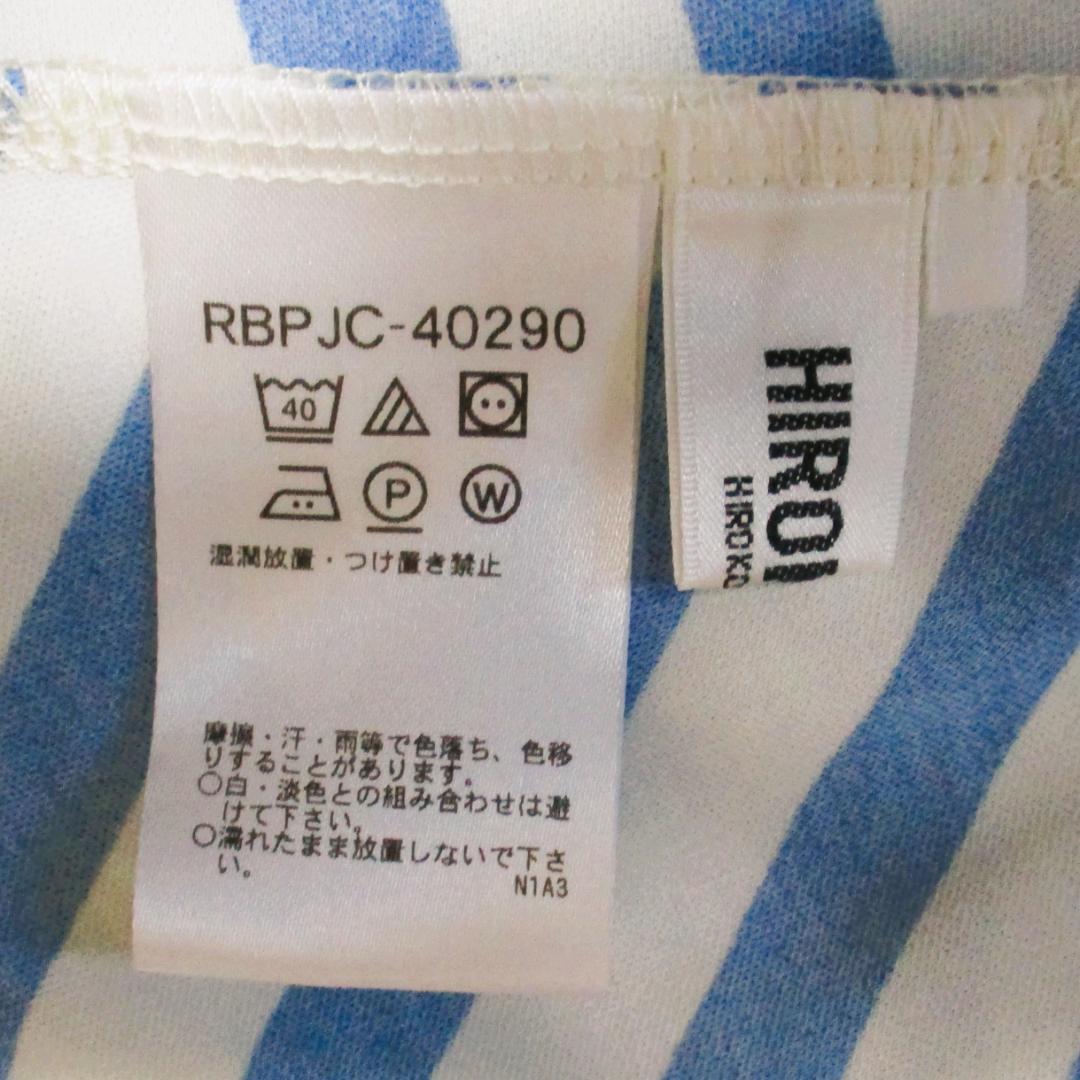 RBPJC-40290
40
P
W
湿潤放置・つけ置き禁止
摩擦・汗・雨等で色落ち、色移
りすることがあります。
○白・淡色との組み合わせは避
けて下さい。
○濡れたまま放置しないで下さ
い。
N1A3
HIRO
HIROKO